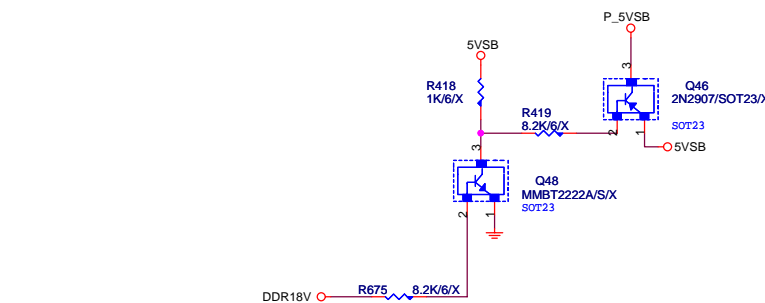 P_5VSB
5VSB
3
R418
1K/6/X
Q46
2N2907/SOT23/X
SOT23
R419
8.2K/6/X
2
1
5VSB
3
Q48
MMBT2222A/S/X
SOT23
2
1
DDR18V
R675
8.2K/6/X